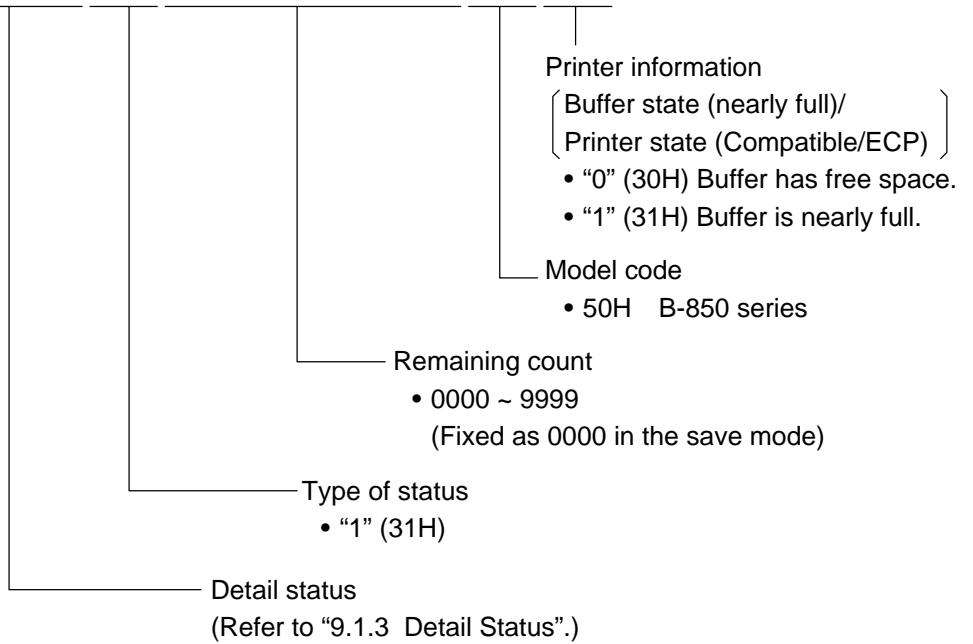 Printer information
Buffer state (nearly full)/
Printer state (Compatible/ECP)
• “0” (30H) Buffer has free space.
• “1” (31H) Buffer is nearly full.
Model code
• 50H B-850 series
Remaining count
• 0000 ~ 9999
(Fixed as 0000 in the save mode)
Type of status
• “1” (31H)
Detail status
(Refer to “9.1.3 Detail Status”.)